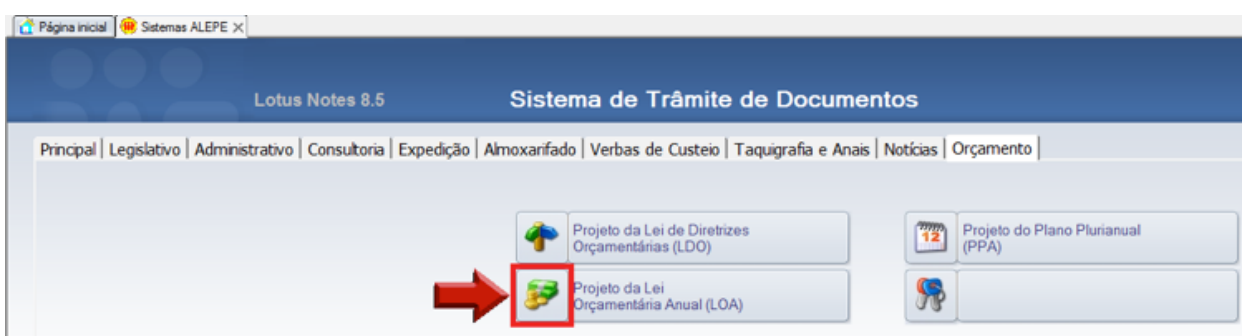 Página inicial Sistemas ALEPE
Lotus Notes 8.5 Sistema de Trâmite de Documentos
Principal Legislativo Administrativo Consultoria Expedição Almoxarifado Verbas de Custeio Taquigrafia e Anais Notícias Orçamento
Projeto da Lei de Diretrizes
Orçamentárias (LDO)
12
Projeto do Plano Plurianual
(PPA)
Projeto da Lei
Orçamentária Anual (LOA)